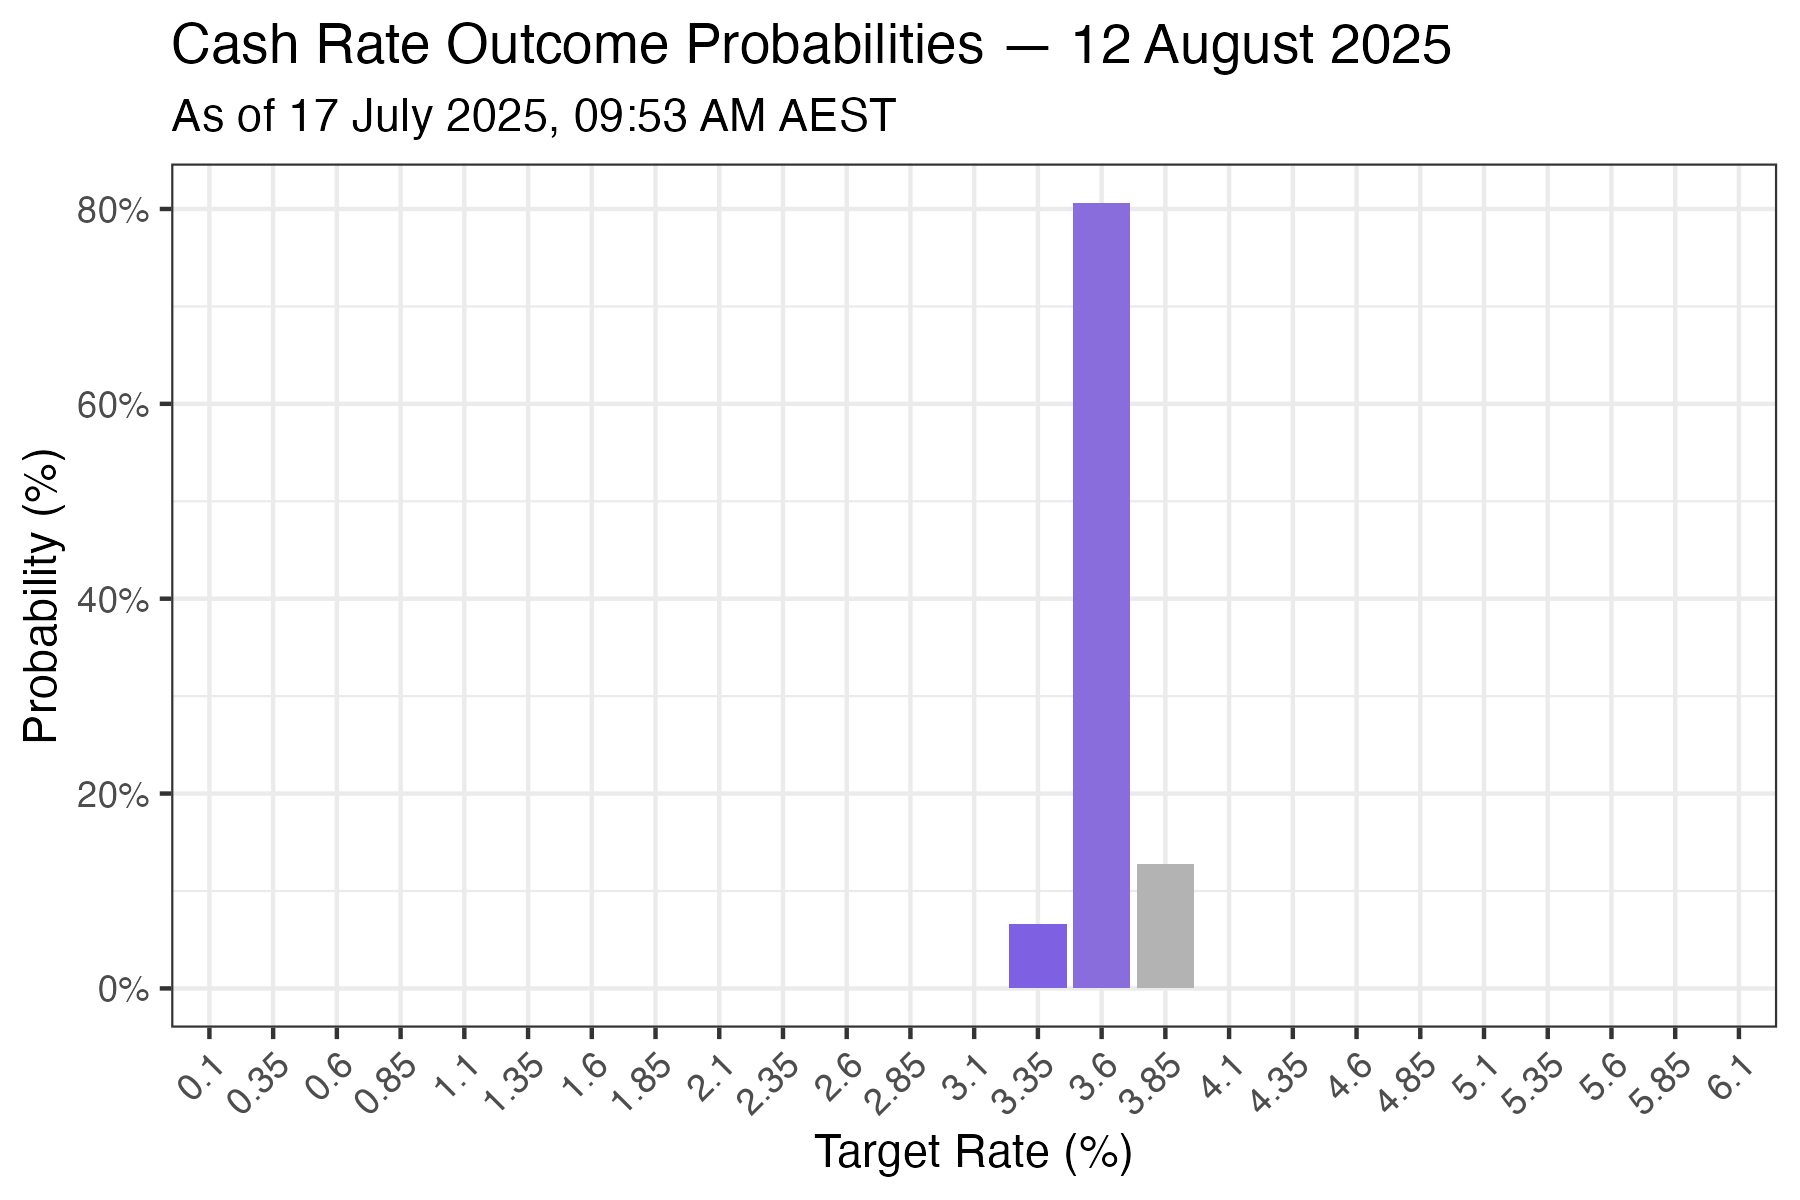 Cash Rate Outcome Probabilities — 12 August 2025
As of 17 July 2025, 09:53 AM AEST
Probability (%)
80%
60%
40%
20%
0%
0.1 0.35 0.6 0.85 1.1 1.35 1.6 1.85 2.1 2.35 2.6 2.85 3.1 3.35 3.6 3.85 4.1 4.35 4.6 4.85 5.1 5.35 5.6 5.85 6.1
Target Rate (%)